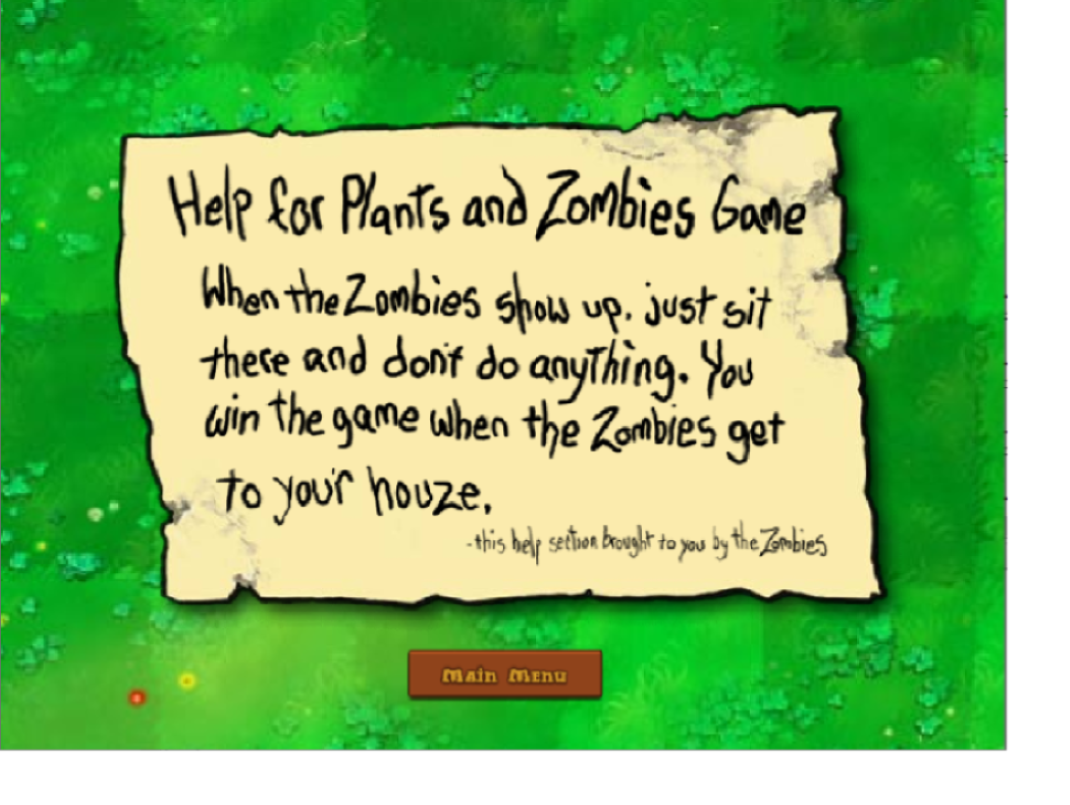 Help for Plants and Zombies Game
When the Zombies show up. just sit
there and don't do anything. You
win the game when the Zombies get
to your houze.
-this help section brought to you by the Zombies
Main Menu